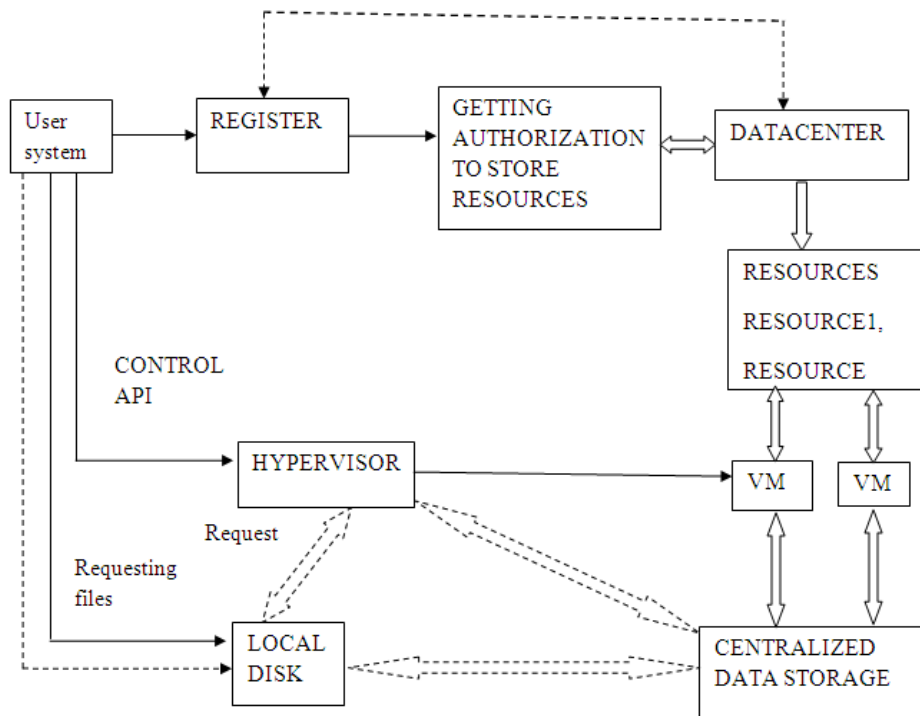 User
system
REGISTER
GETTING
AUTHORIZATION
TO STORE
RESOURCES
DATACENTER
RESOURCES
RESOURCE1,
RESOURCE
CONTROL
API
HYPERVISOR
VM
VM
Request
Requesting
files
LOCAL
DISK
CENTRALIZED
DATA STORAGE